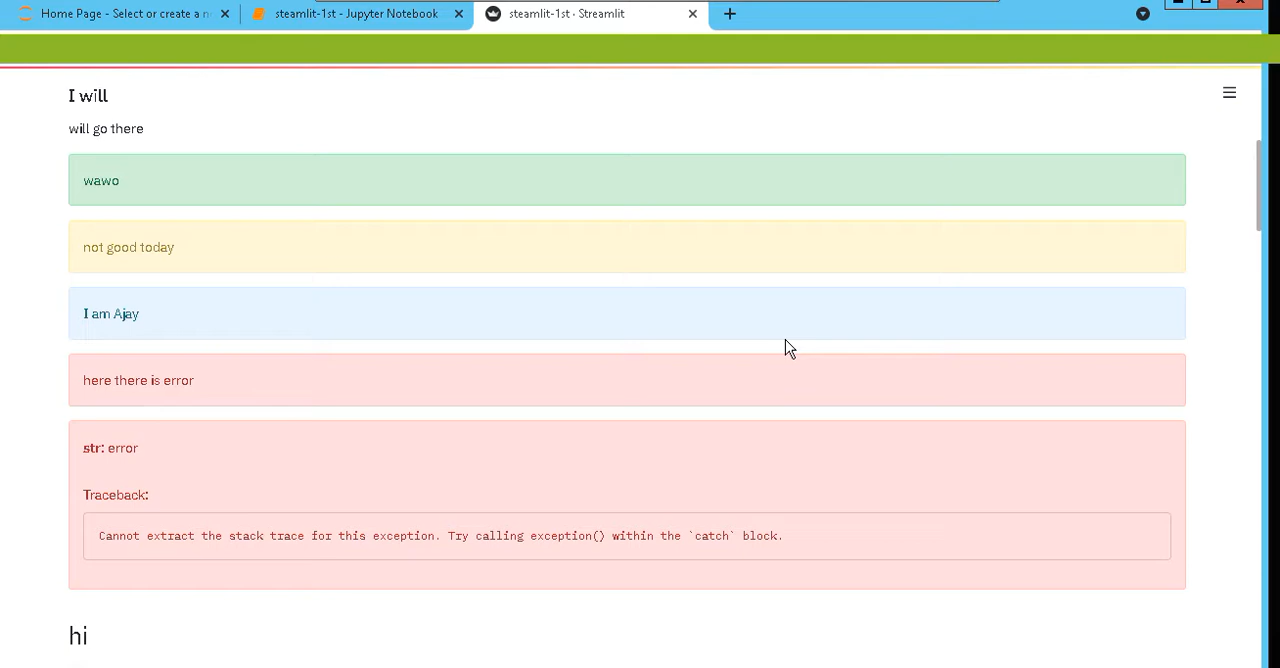 Home Page - Select or create a n
steamlit-1st - Jupyter Notebook
steamlit-1st · Streamlit
I will
will go there
wawo
not good today
I am Ajay
here there is error
str: error
Traceback:
Cannot extract the stack trace for this exception. Try calling exception() within the `catch` block.
hi